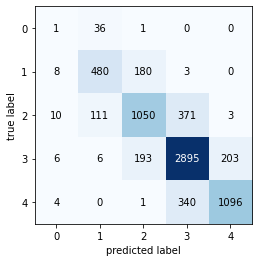 0 1 36 1 0 0
1 8 480 180 3 0
2 10 111 1050 371 3
3 6 6 193 2895 203
4 4 0 1 340 1096
0 1 2 3 4
true label
predicted label